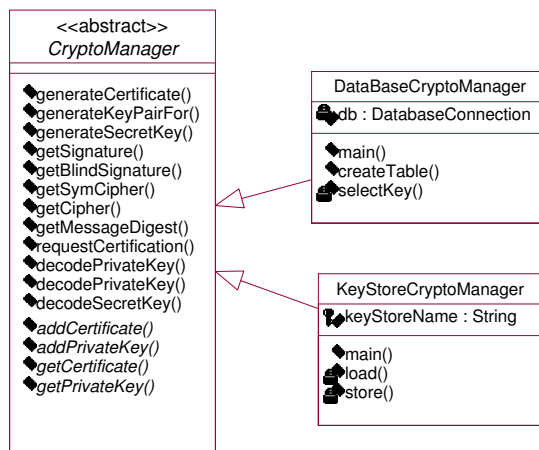 <<abstract>>
CryptoManager
generateCertificate()
generateKeyPairFor()
generateSecretKey()
getSignature()
getBlindSignature()
getSymCipher()
getCipher()
getMessageDigest()
requestCertification()
decodePrivateKey()
decodePrivateKey()
decodeSecretKey()
addCertificate()
addPrivateKey()
getCertificate()
getPrivateKey()
DataBaseCryptoManager
db : DatabaseConnection
main()
createTable()
selectKey()
KeyStoreCryptoManager
keyStoreName : String
main()
load()
store()